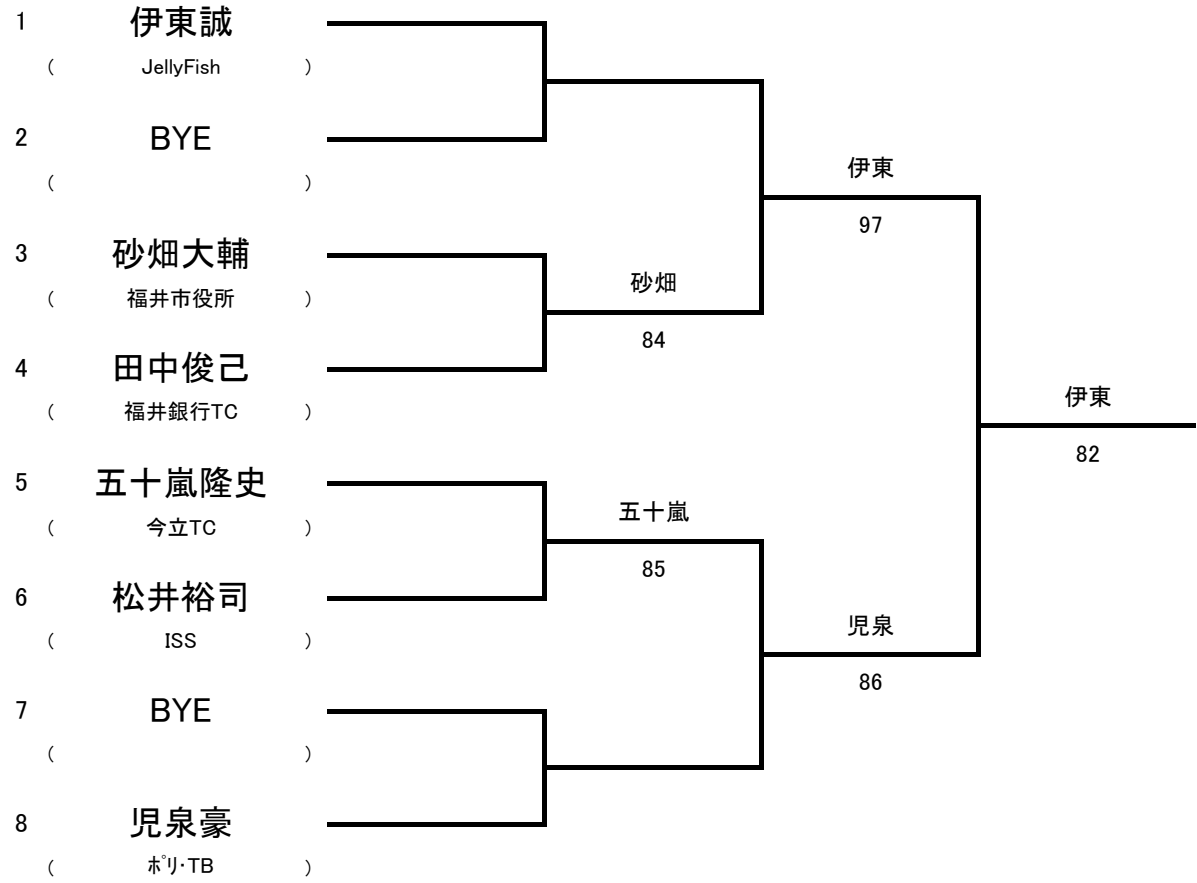 1 伊東誠
( JellyFish )
2 BYE
( )
伊東
97
3 砂畑大輔
( 福井市役所 )
砂畑
84
4 田中俊己
( 福井銀行TC )
伊東
82
5 五十嵐隆史
( 今立TC )
五十嵐
85
6 松井裕司
( ISS )
児泉
86
7 BYE
( )
8 児泉豪
( ﾎﾟﾘ･TB )